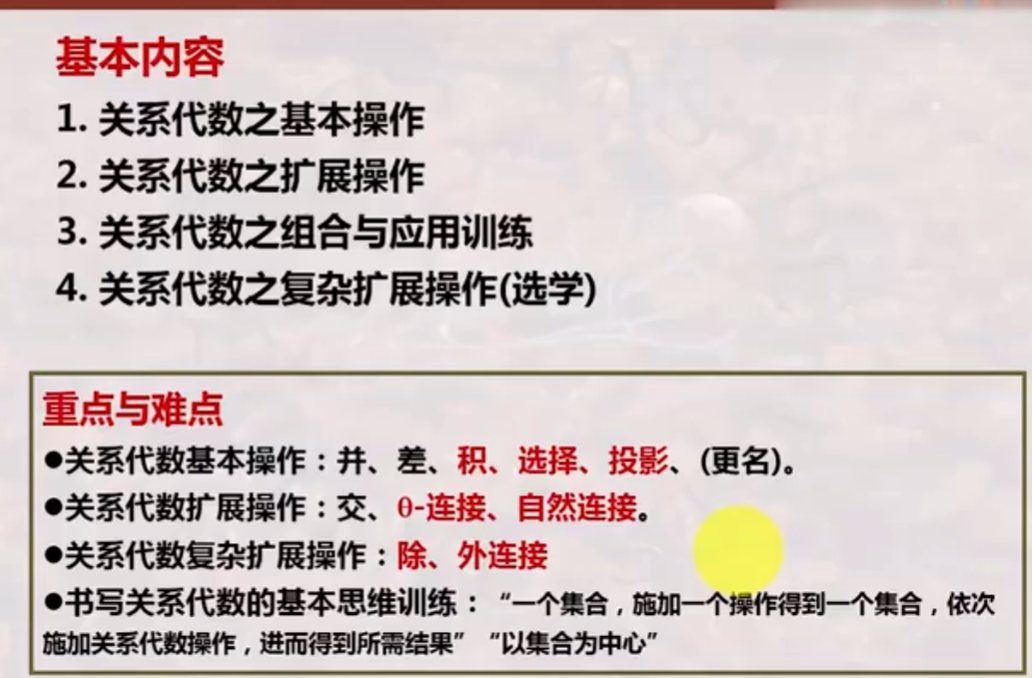 基本内容
1. 关系代数之基本操作
2. 关系代数之扩展操作
3. 关系代数之组合与应用训练
4. 关系代数之复杂扩展操作(选学)
重点与难点
●关系代数基本操作：并、差、积、选择、投影、(更名)。
●关系代数扩展操作：交、θ-连接、自然连接。
●关系代数复杂扩展操作：除、外连接
●书写关系代数的基本思维训练：“一个集合，施加一个操作得到一个集合，依次
施加关系代数操作，进而得到所需结果”“以集合为中心”